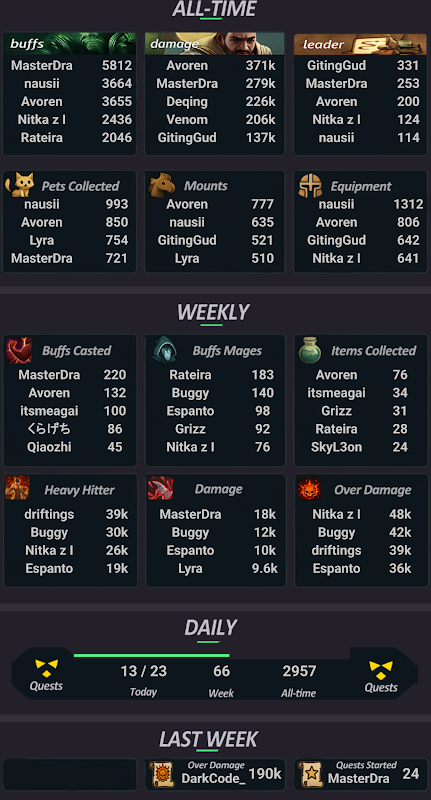 ALL-TIME
buffs damage leader
MasterDra 5812 Avoren 371k GitingGud 331
nausii 3664 MasterDra 279k MasterDra 253
Avoren 3655 Deqing 226k Avoren 200
Nitka z I 2436 Venom 206k Nitka z I 124
Rateira 2046 GitingGud 137k nausii 114
Pets Collected Mounts Equipment
nausii 993 Avoren 777 nausii 1312
Avoren 850 nausii 635 Avoren 806
Lyra 754 GitingGud 521 GitingGud 642
MasterDra 721 Lyra 510 Nitka z I 641
WEEKLY
Buffs Casted Buffs Mages Items Collected
MasterDra 220 Rateira 183 Avoren 76
Avoren 132 Buggy 140 itsmeagai 34
itsmeagai 100 Espanto 98 Grizz 31
くらげち 86 Grizz 92 Rateira 28
Qiaozhi 45 Nitka z I 76 SkyL3on 24
Heavy Hitter Damage Over Damage
driftings 39k MasterDra 18k Nitka z I 48k
Buggy 30k Buggy 12k Buggy 42k
Nitka z I 26k Espanto 10k driftings 39k
Espanto 19k Lyra 9.6k Espanto 36k
DAILY
13 / 23 66 2957
Quests Today Week All-time Quests
LAST WEEK
Over Damage Quests Started
DarkCode_ 190k MasterDra 24